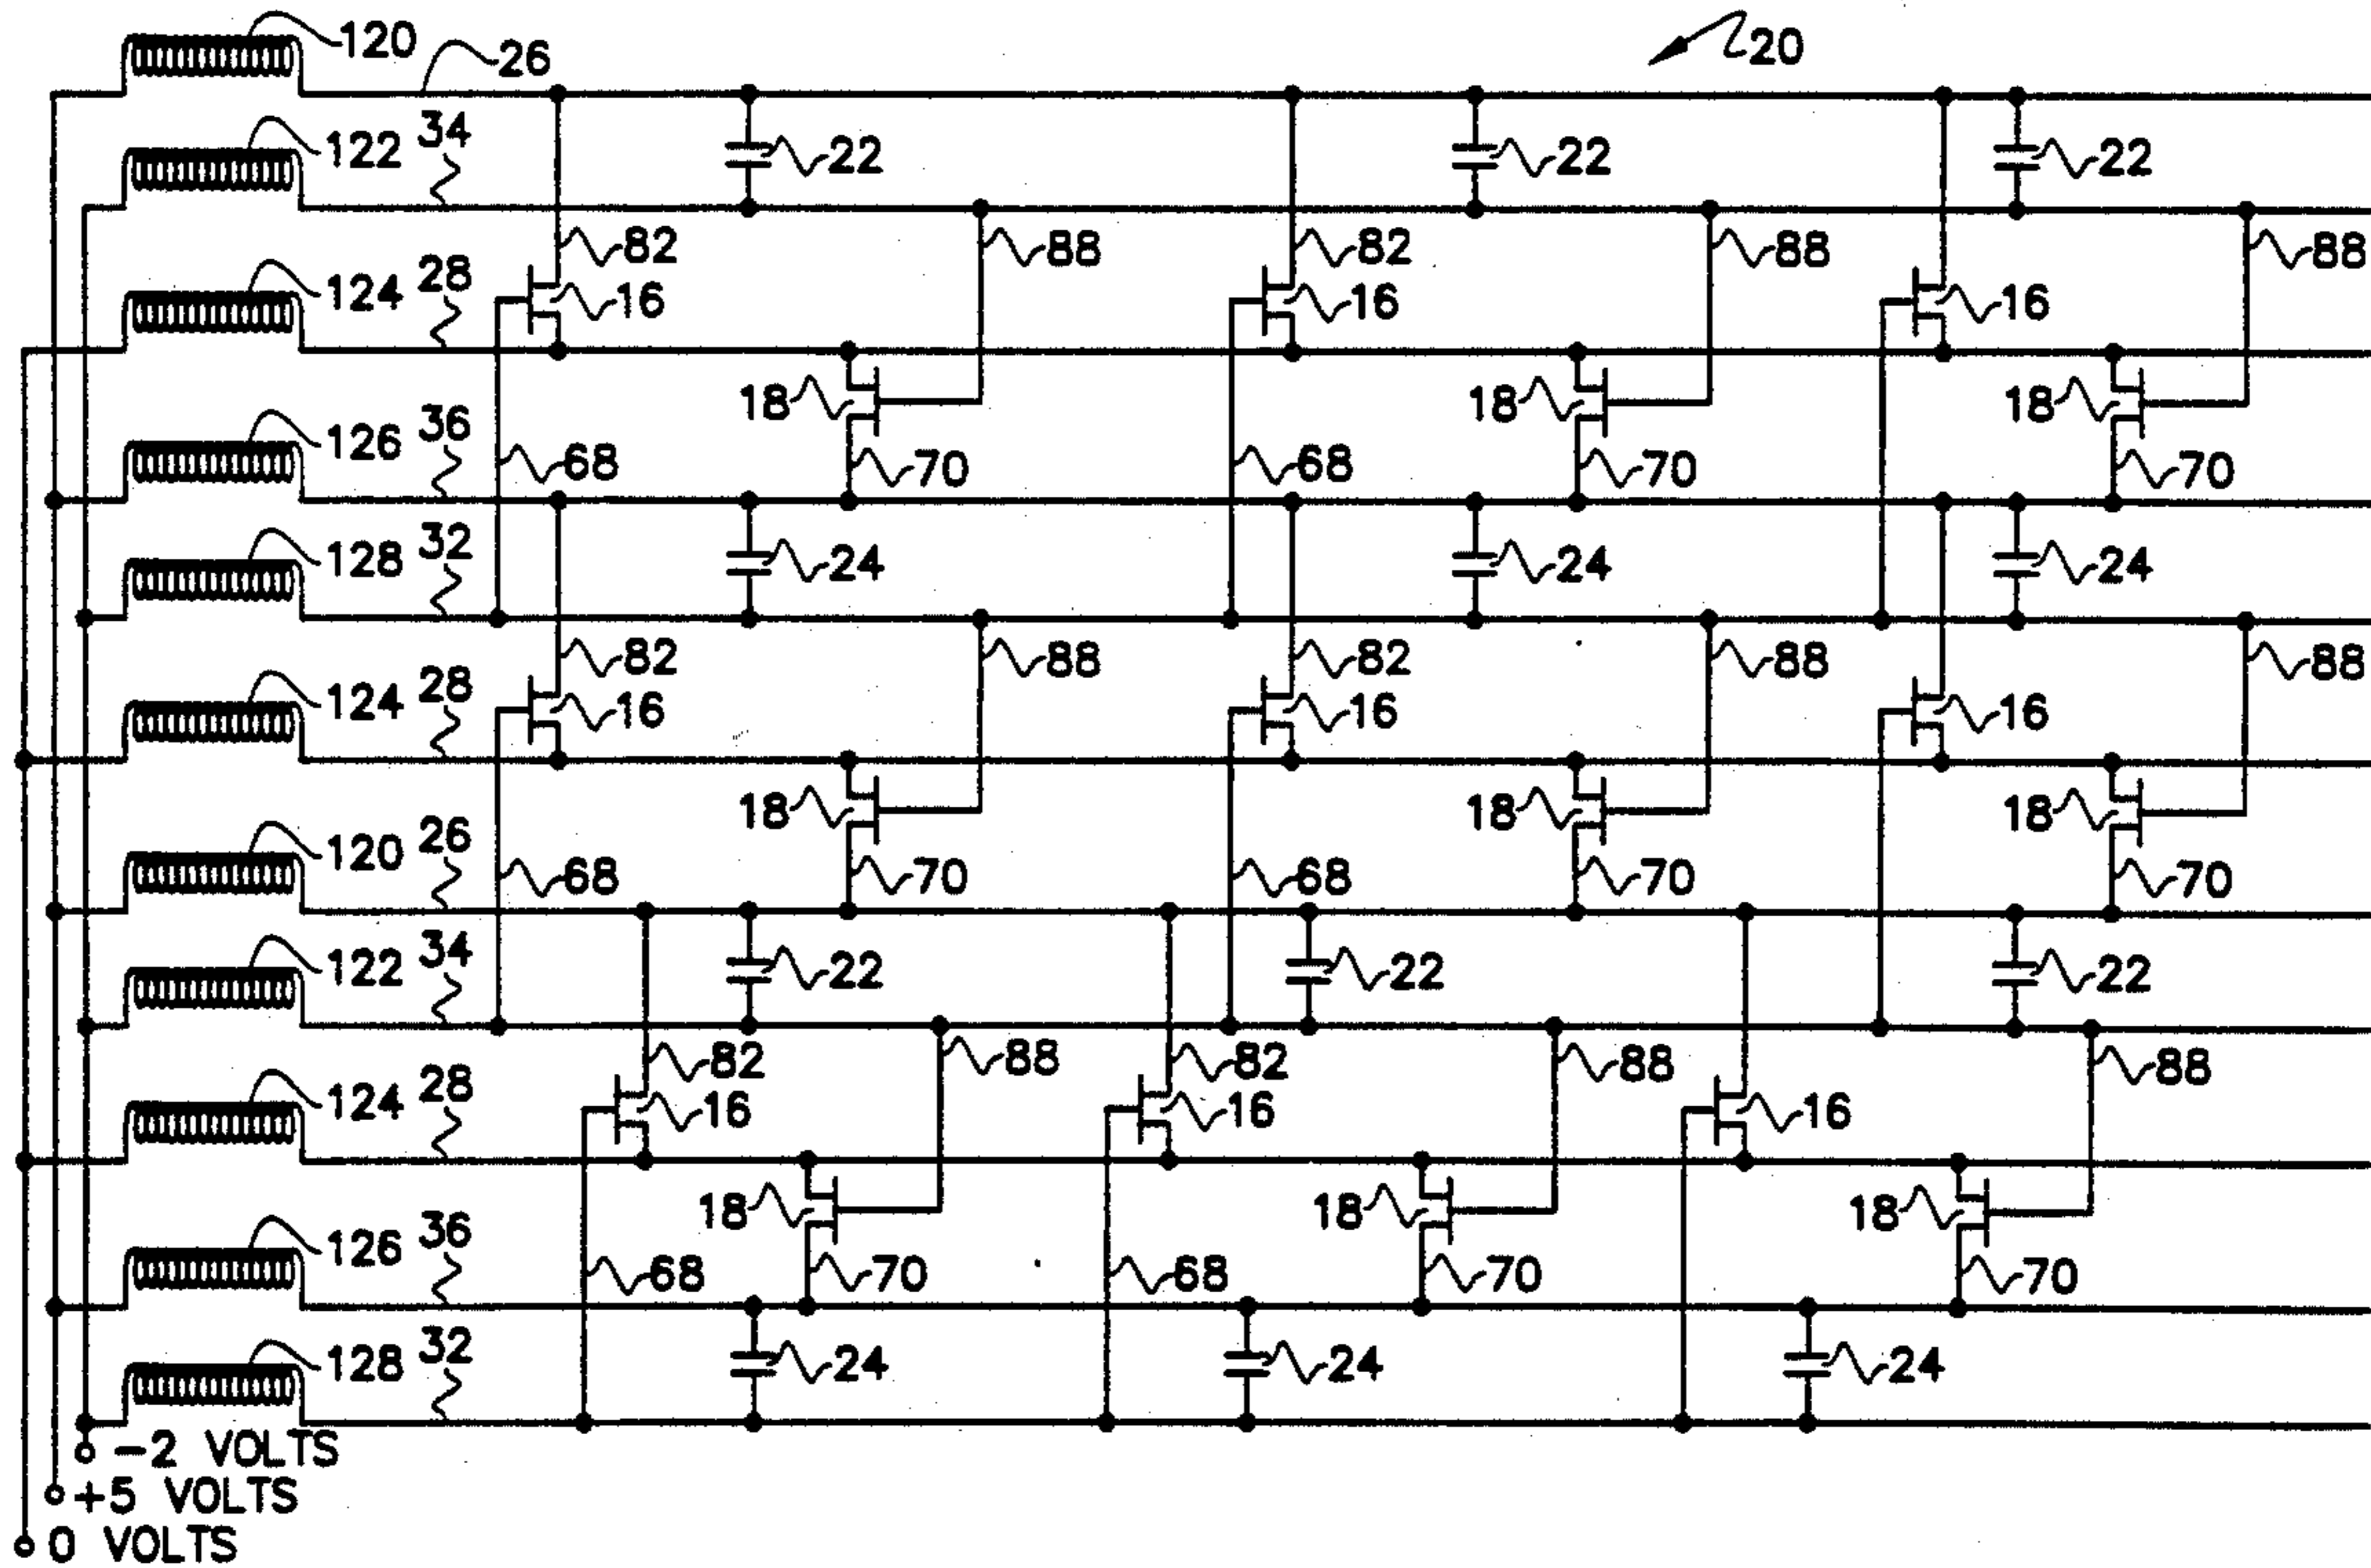 120 26 20
122 34 22 22 22
82 88 82 88 88
124 28 16 16 16
18 18 18
126 36 68 70 68 70 70
128 32 24 24 24
82 88 82 88 88
124 28 16 16 16
18 18 18
120 26 68 70 68 70 70
122 34 22 22 22
82 88 82 88 88
124 28 16 16 16
18 18 18
126 36 68 70 68 70 70
128 32 24 24 24
-2 VOLTS
+5 VOLTS
0 VOLTS